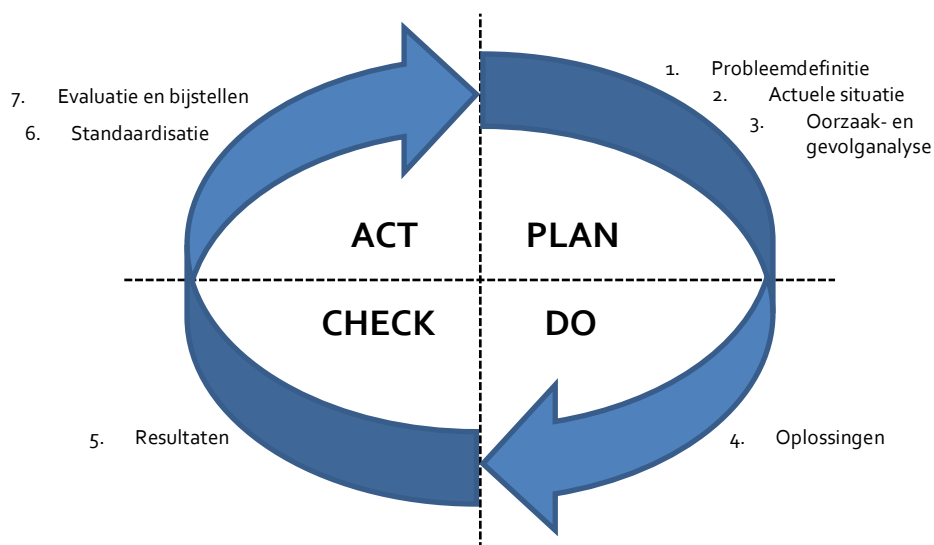 1. Probleemdefinitie
2. Actuele situatie
3. Oorzaak- en
gevolganalyse
7. Evaluatie en bijstellen
6. Standaardisatie
ACT
PLAN
CHECK
DO
5. Resultaten
4. Oplossingen